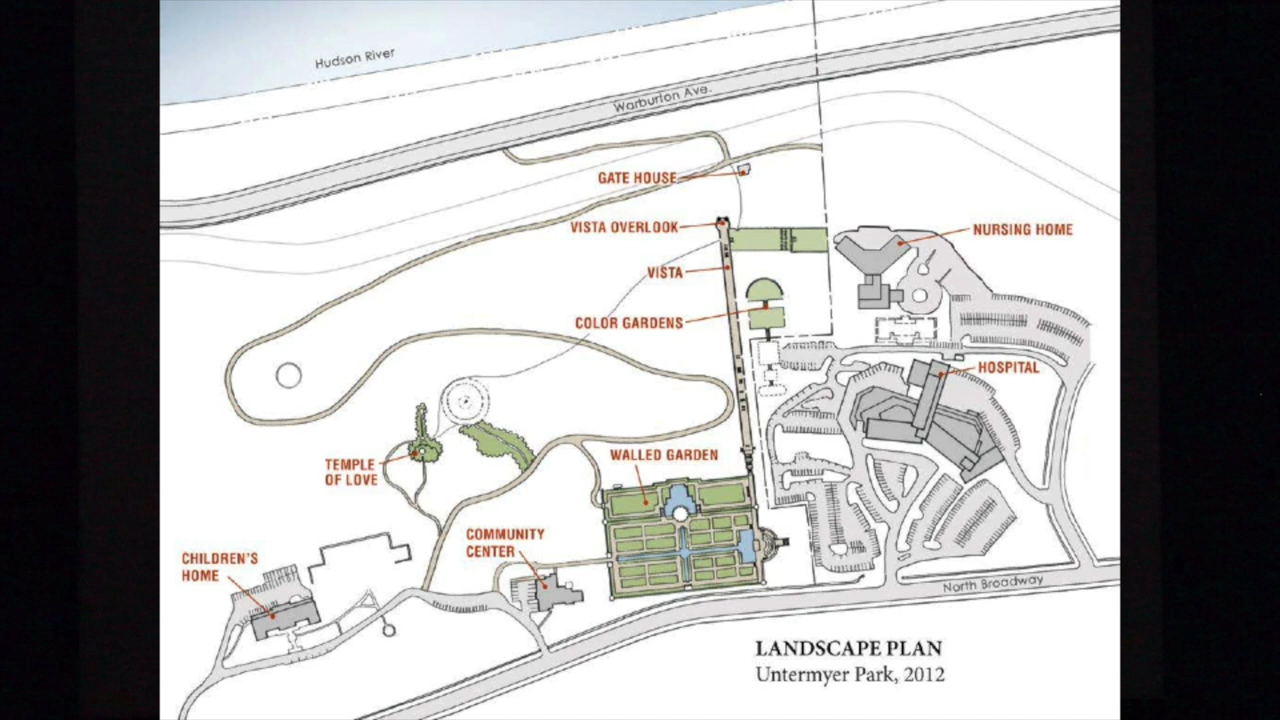 Hudson River
Warburton Ave.
GATE HOUSE
VISTA OVERLOOK
NURSING HOME
VISTA
COLOR GARDENS
HOSPITAL
WALLED GARDEN
TEMPLE
OF LOVE
COMMUNITY
CENTER
CHILDREN'S
HOME
North Broadway
LANDSCAPE PLAN
Untermyer Park, 2012